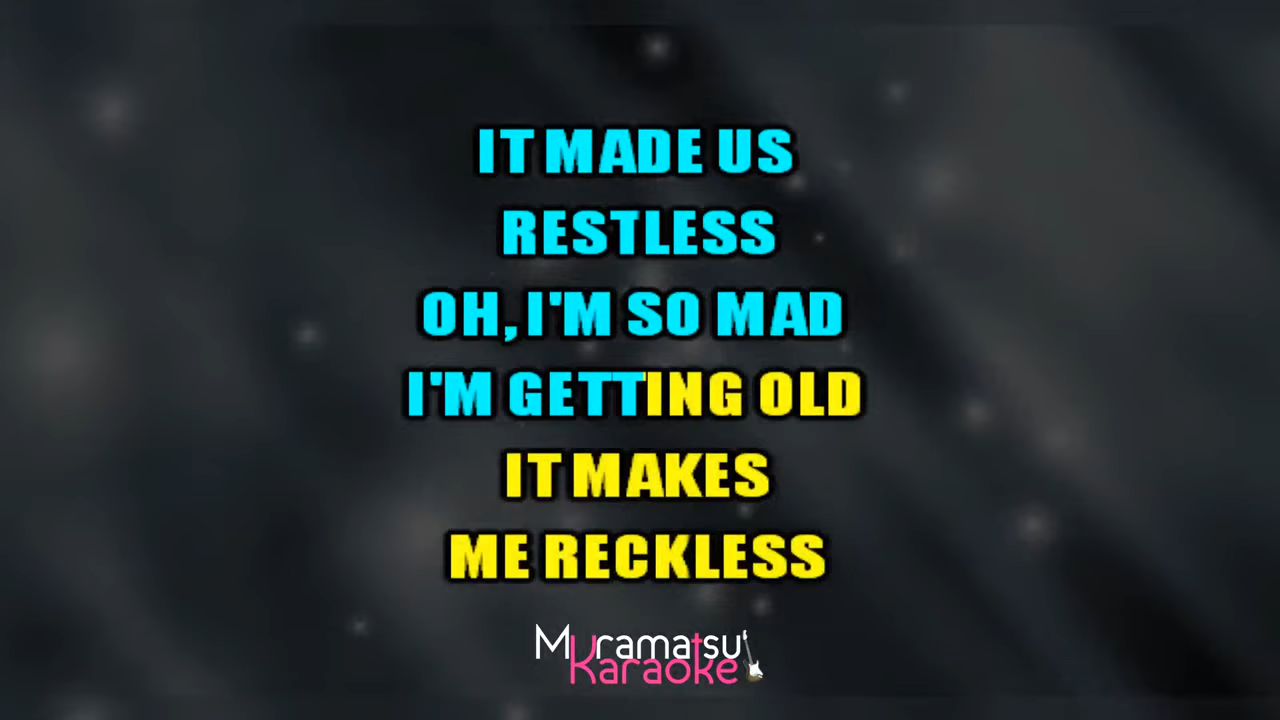 IT MADE US
RESTLESS
OH, I'M SO MAD
I'M GETTING OLD
IT MAKES
ME RECKLESS
Muramatsu
Karaoke